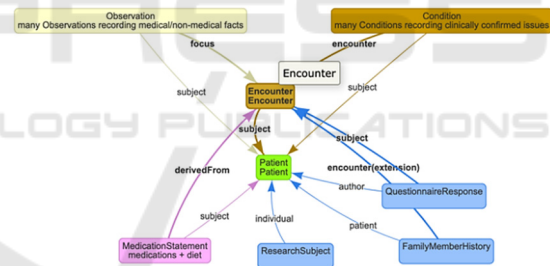 Observation
many Observations recording medical/non-medical facts
Condition
many Conditions recording clinically confirmed issues
focus
encounter
Encounter
subject
subject
Encounter
Encounter
subject
subject
derivedFrom
Patient
Patient
encounter(extension)
author
QuestionnaireResponse
subject
individual
patient
MedicationStatement
medications + diet
ResearchSubject
FamilyMemberHistory
LOGY PUBLICATIONS